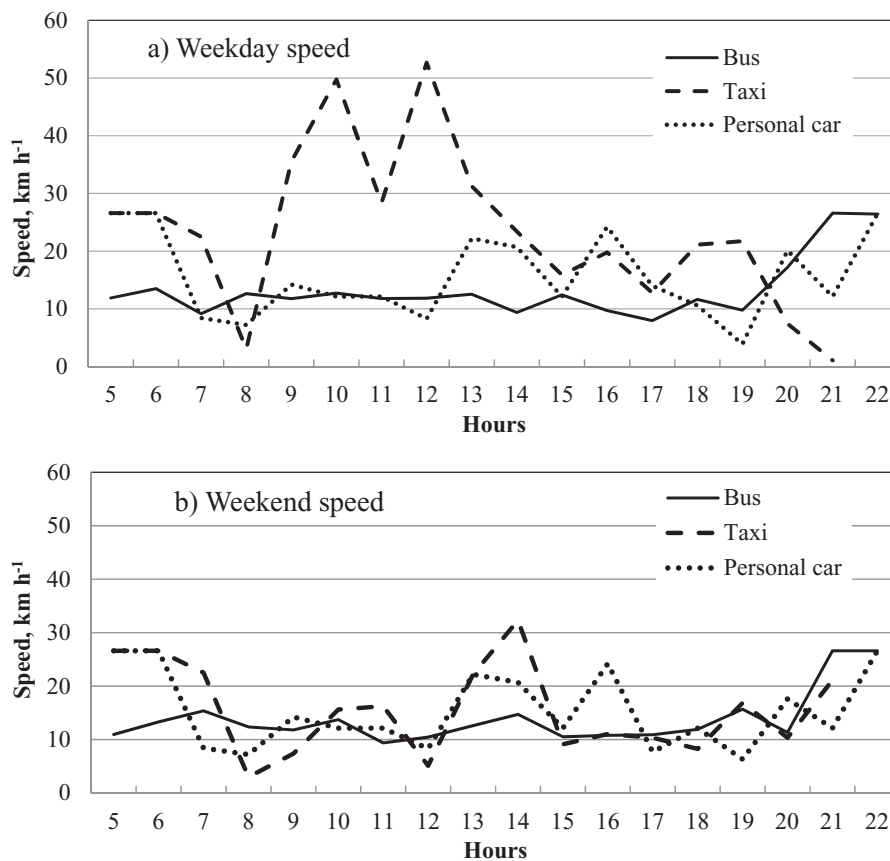 60
a) Weekday speed
Bus
50
Taxi
40
Personal car
30
20
10
0
Speed, km h-1
5 6 7 8 9 10 11 12 13 14 15 16 17 18 19 20 21 22
Hours
60
b) Weekend speed
Bus
50
Taxi
40
Personal car
30
20
10
0
Speed, km h-1
5 6 7 8 9 10 11 12 13 14 15 16 17 18 19 20 21 22
Hours